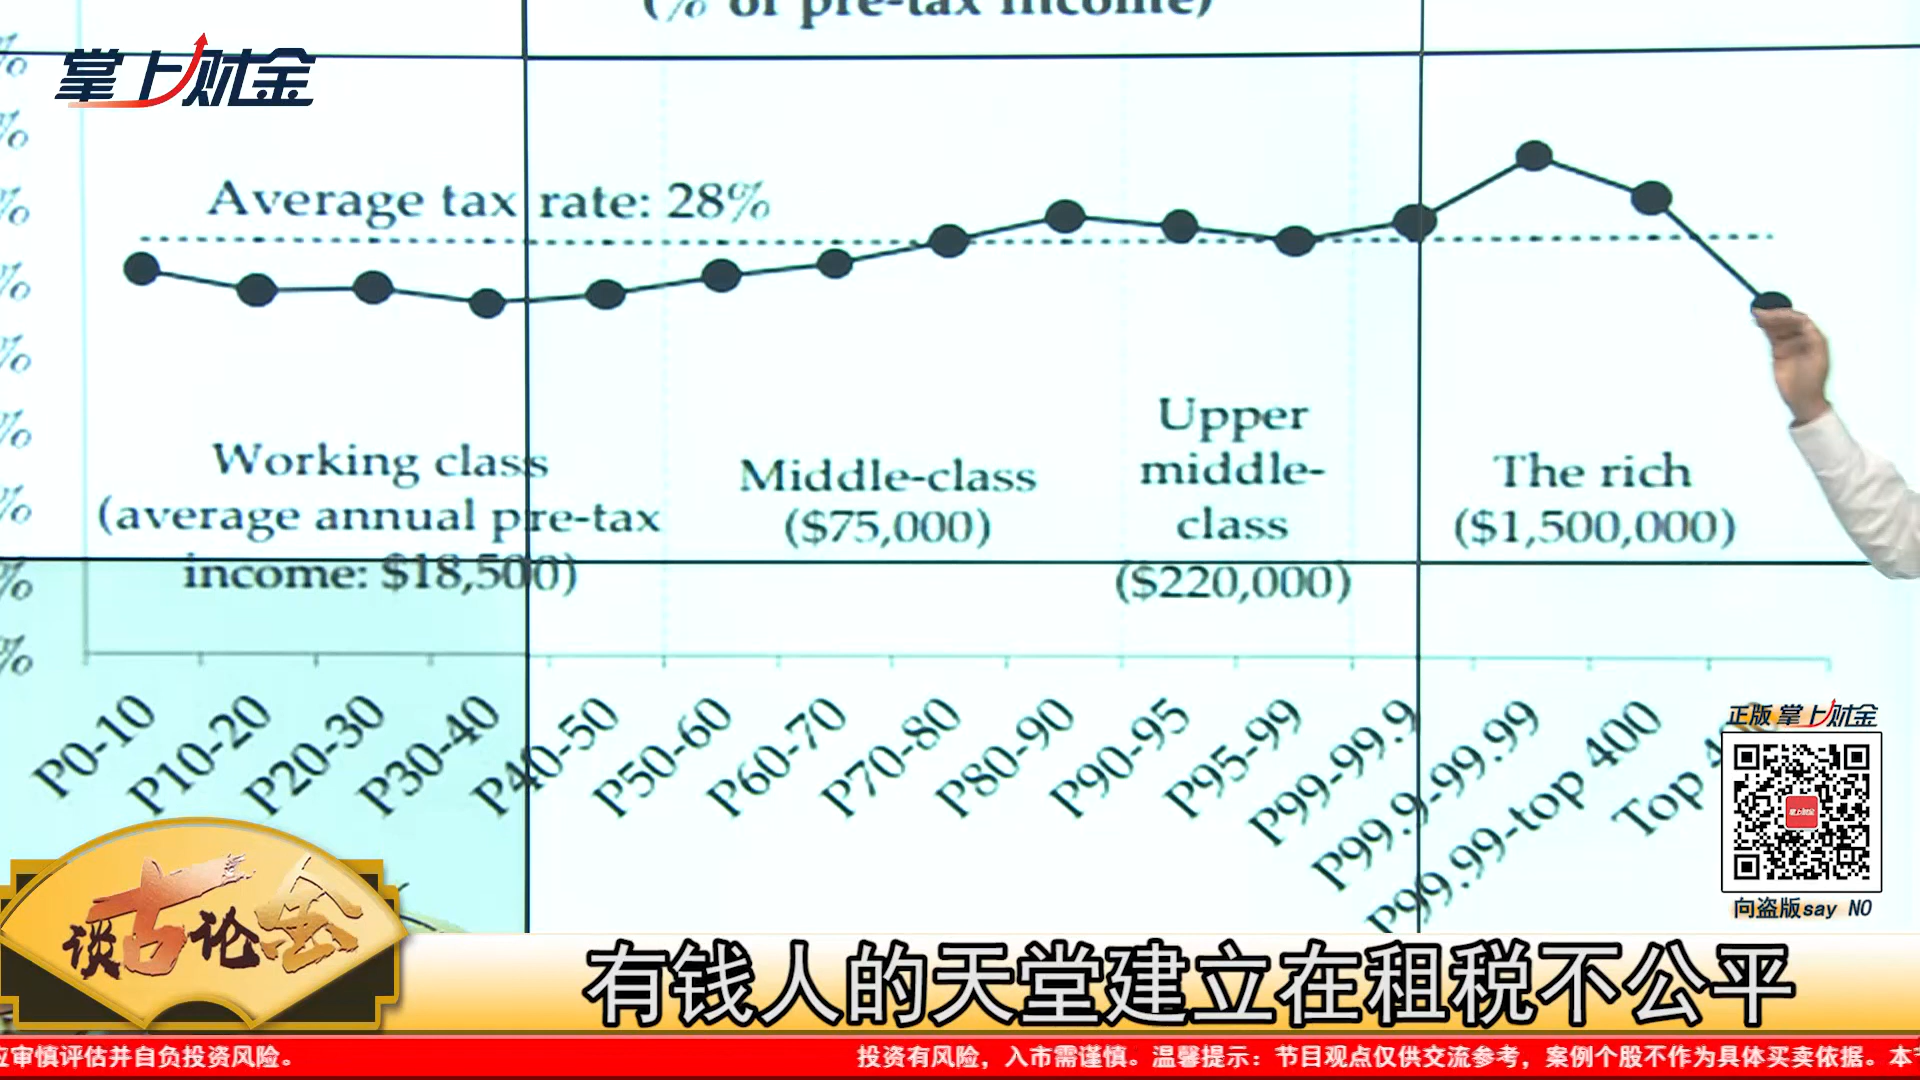 (% of pre-tax income)
掌上财金
Average tax rate: 28%
Working class
(average annual pre-tax
income: $18,500)
Middle-class
($75,000)
Upper
middle-
class
($220,000)
The rich
($1,500,000)
P0-10
P10-20
P20-30
P30-40
P40-50
P50-60
P60-70
P70-80
P80-90
P90-95
P95-99
P99-99.9
P99.9-99.99
P99.99-top 400
Top
正版 掌上财金
向盗版say NO
谈古论金
有钱人的天堂建立在租税不公平
应审慎评估并自负投资风险。
投资有风险，入市需谨慎。温馨提示：节目观点仅供交流参考，案例个股不作为具体买卖依据。本